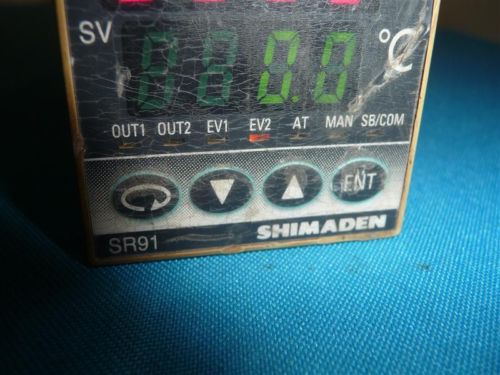 SV 0.0 °C
OUT1 OUT2 EV1 EV2 AT MAN SB/COM
ENT
SR91 SHIMADEN